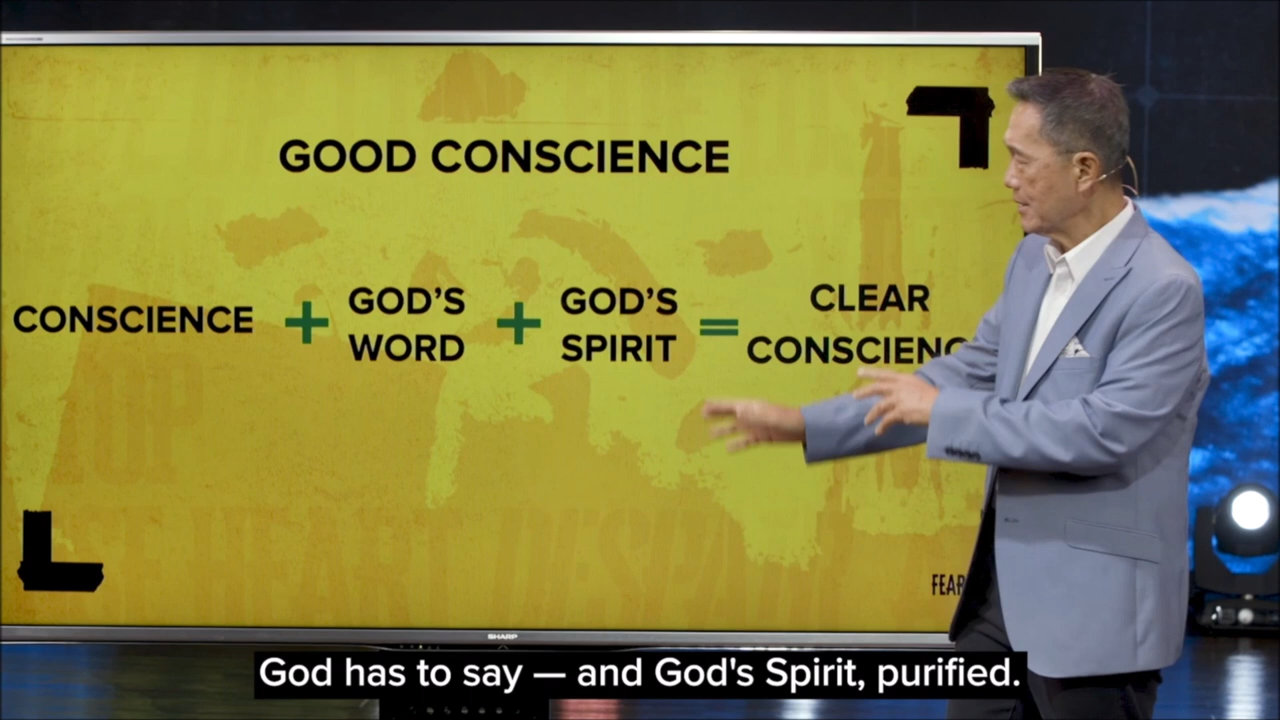 GOOD CONSCIENCE
CONSCIENCE + GOD'S WORD + GOD'S SPIRIT = CLEAR CONSCIENC
FEAR
SHARP
God has to say — and God's Spirit, purified.